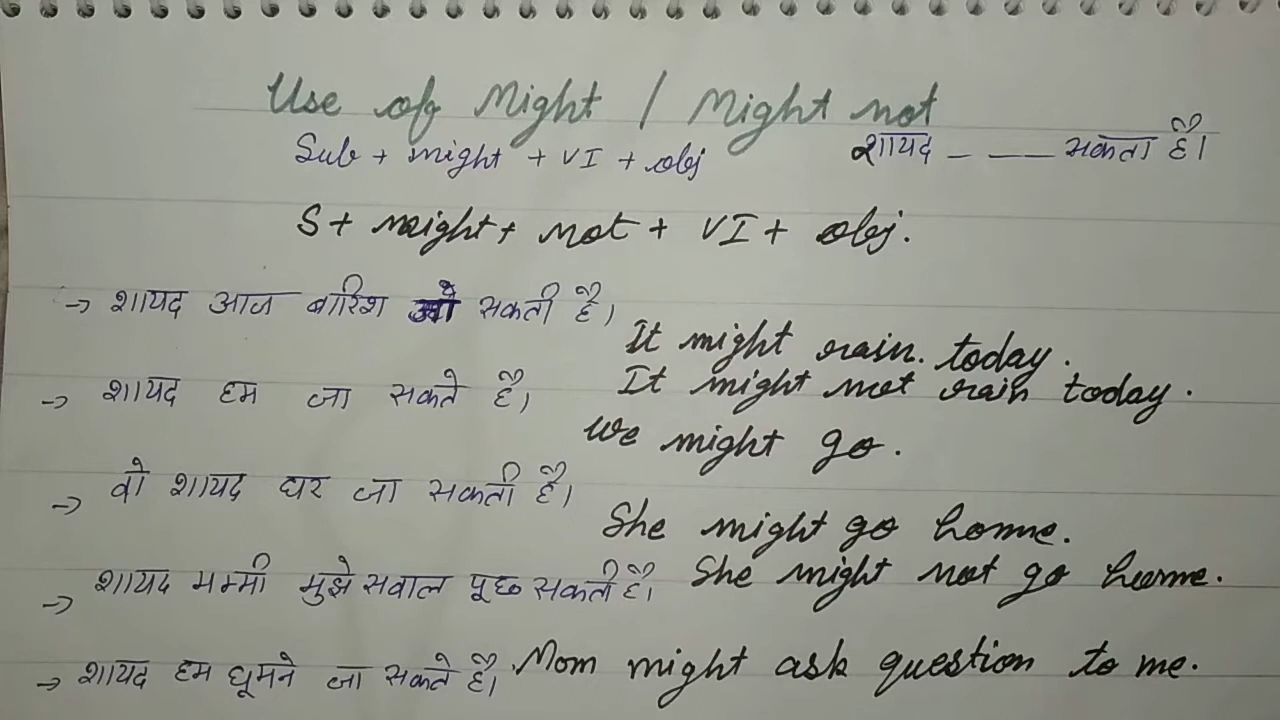 Use of Might / Might not
Sub + might + VI + obj शायद - — सकता है।
S + might + not + VI + obj.
→ शायद आज बारिश हो सकती है।
It might rain. today.
→ शायद हम जा सकते है।
It might not rain today.
We might go.
→ वो शायद घर जा सकती है।
She might go home.
→ शायद मम्मी मुझे सवाल पूछ सकती है।
She might not go home.
→ शायद हम घूमने जा सकते है।
Mom might ask question to me.